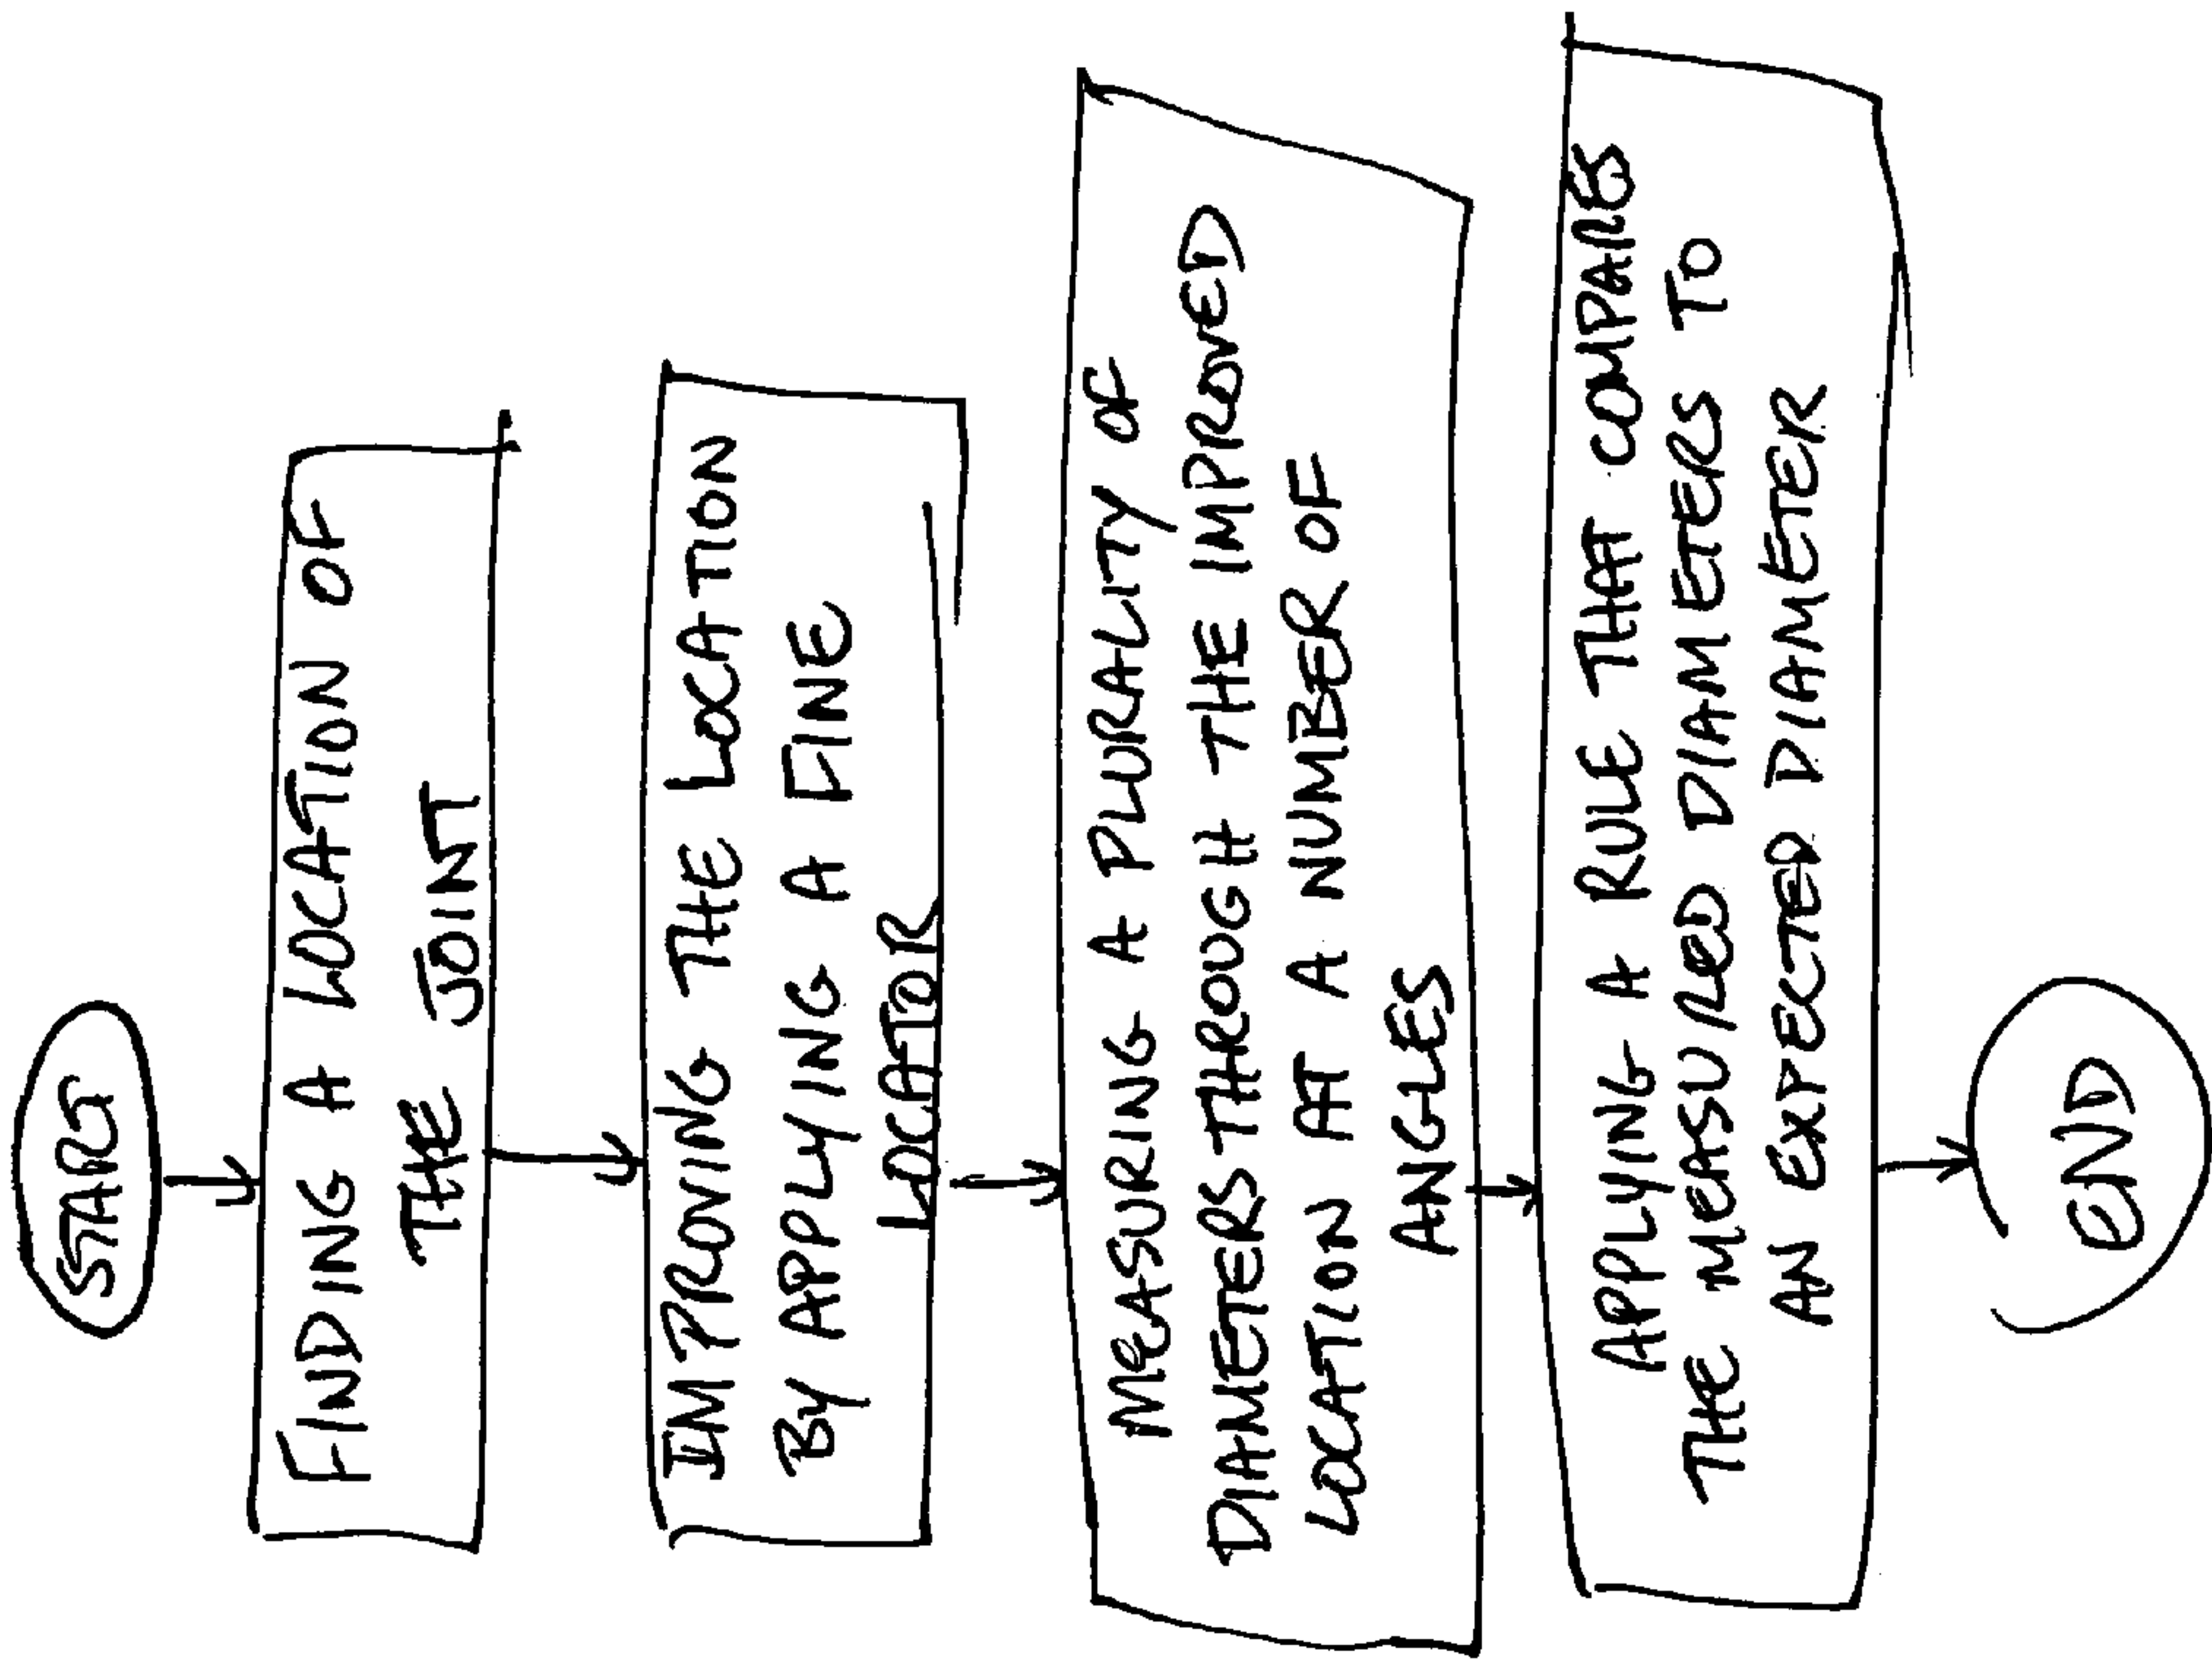 START
FINDING A LOCATION OF
THE JOINT
IMPROVING THE LOCATION
BY APPLYING A FINE
LOCATOR
MEASURING A PLURALITY OF
DIAMETERS THROUGH THE IMPROVED
LOCATION AT A NUMBER OF
ANGLES
APPLYING A RULE THAT COMPARES
THE MEASURED DIAMETERS TO
AN EXPECTED DIAMETER
END